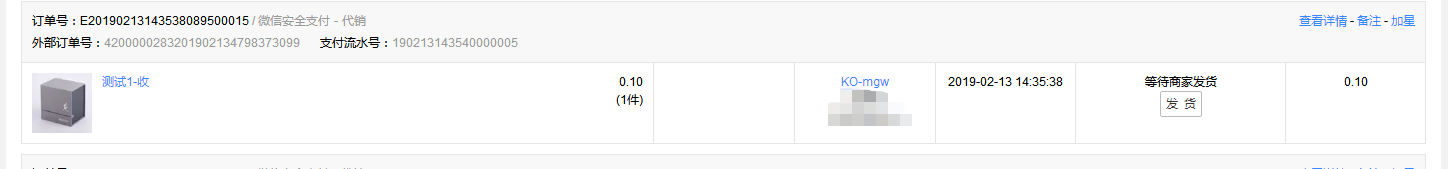 订单号：E20190213143538089500015 / 微信安全支付 - 代销
查看详情 - 备注 - 加星
外部订单号：4200000283201902134798373099 支付流水号：190213143540000005
测试1-收
0.10
(1件)
KO-mgw
2019-02-13 14:35:38
等待商家发货
发 货
0.10